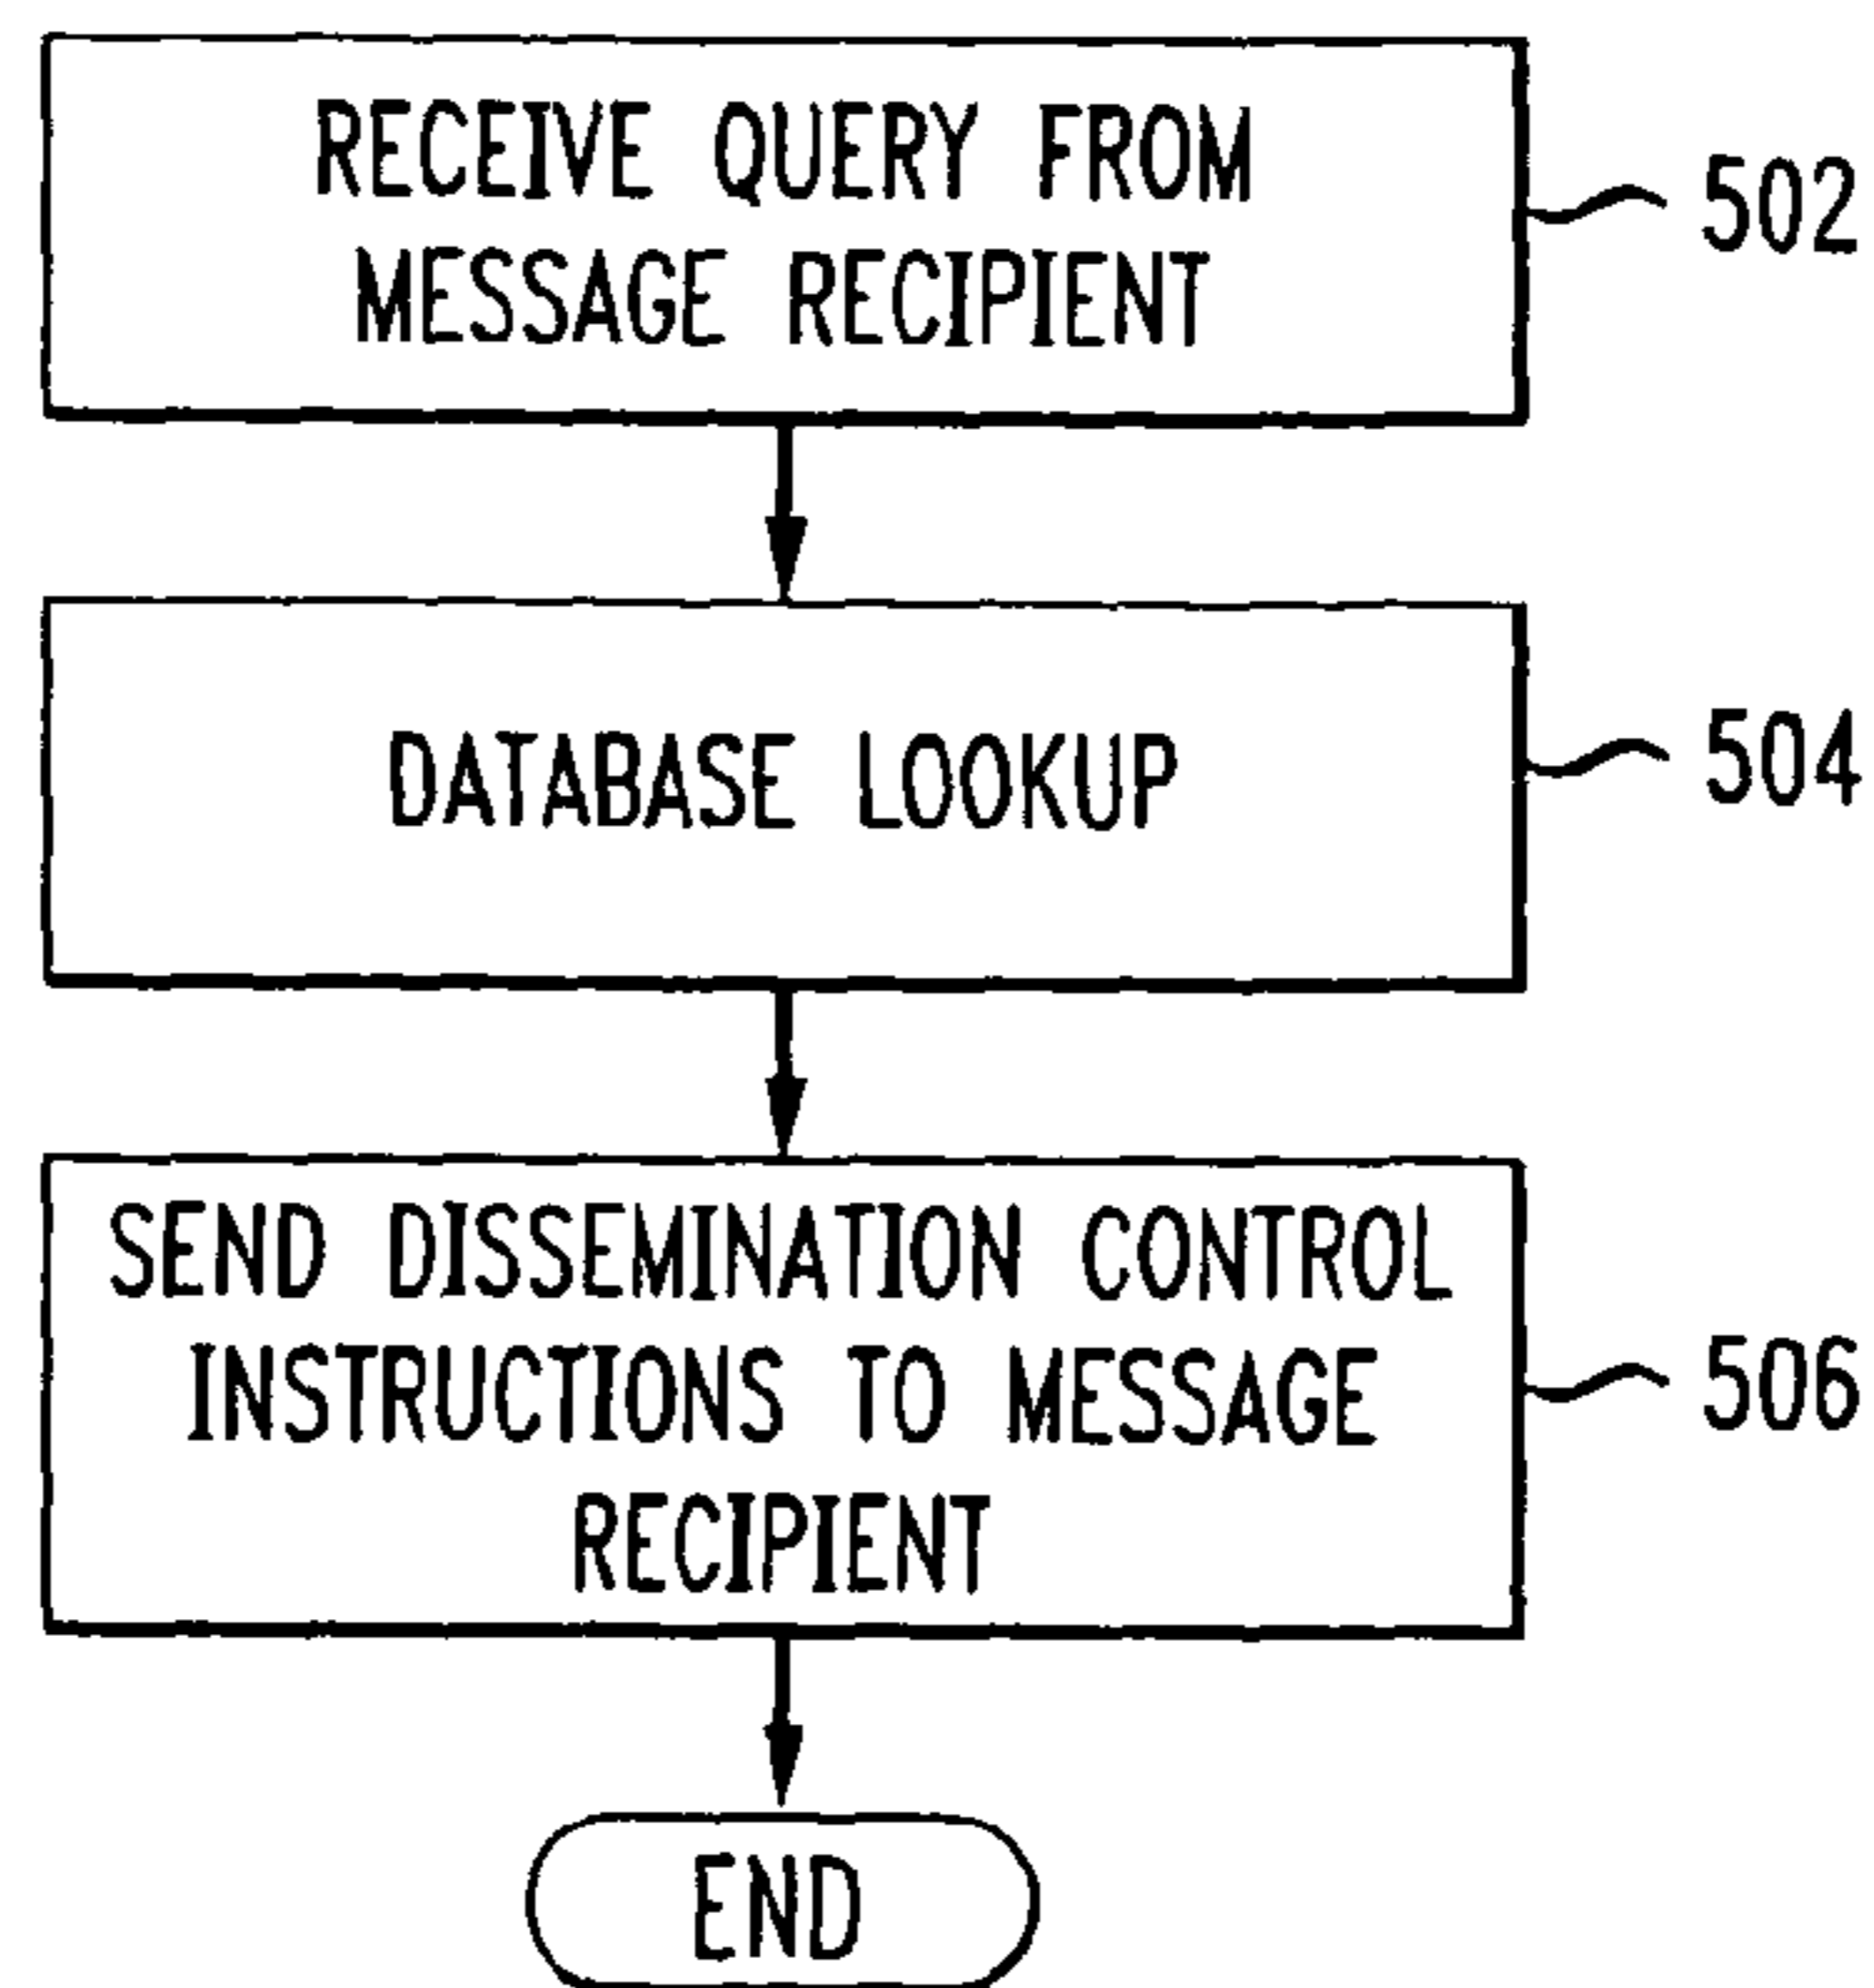 RECEIVE QUERY FROM
MESSAGE RECIPIENT
502
DATABASE LOOKUP
504
SEND DISSEMINATION CONTROL
INSTRUCTIONS TO MESSAGE
RECIPIENT
506
END